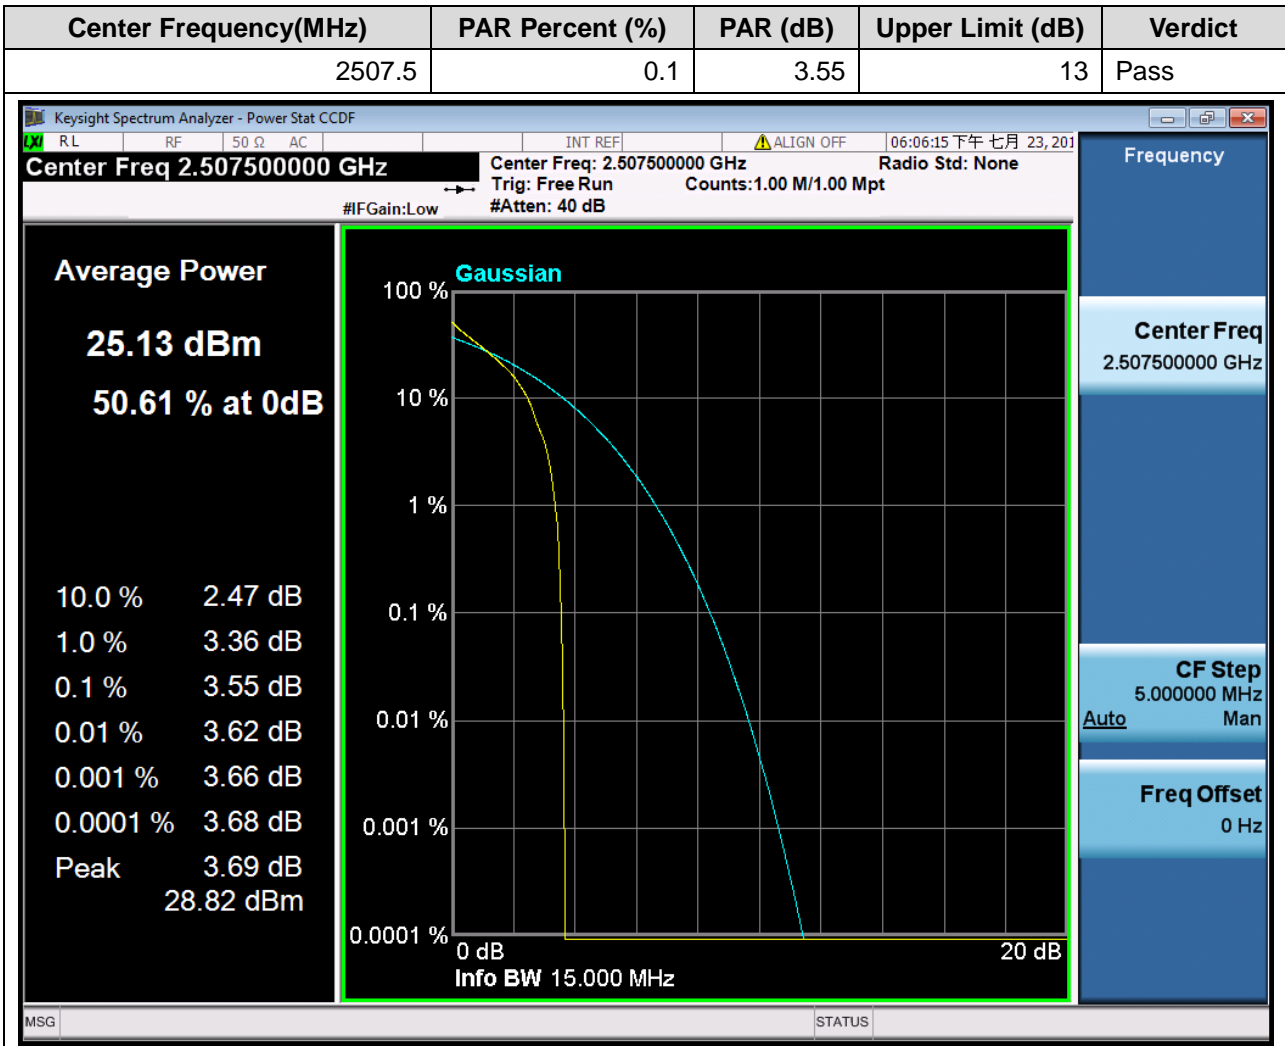 Center Frequency(MHz) PAR Percent (%) PAR (dB) Upper Limit (dB) Verdict
2507.5 0.1 3.55 13 Pass
Keysight Spectrum Analyzer - Power Stat CCDF
LXI RL RF 50 Ω AC INT REF ALIGN OFF 06:06:15 下午 七月 23, 201
Center Freq 2.507500000 GHz
Center Freq: 2.507500000 GHz Radio Std: None
Trig: Free Run Counts:1.00 M/1.00 Mpt
#IFGain:Low #Atten: 40 dB
Average Power
25.13 dBm
50.61 % at 0dB
10.0 % 2.47 dB
1.0 % 3.36 dB
0.1 % 3.55 dB
0.01 % 3.62 dB
0.001 % 3.66 dB
0.0001 % 3.68 dB
Peak 3.69 dB
28.82 dBm
Gaussian
100 %
10 %
1 %
0.1 %
0.01 %
0.001 %
0.0001 %
0 dB 20 dB
Info BW 15.000 MHz
Frequency
Center Freq
2.507500000 GHz
CF Step
5.000000 MHz
Auto Man
Freq Offset
0 Hz
MSG STATUS